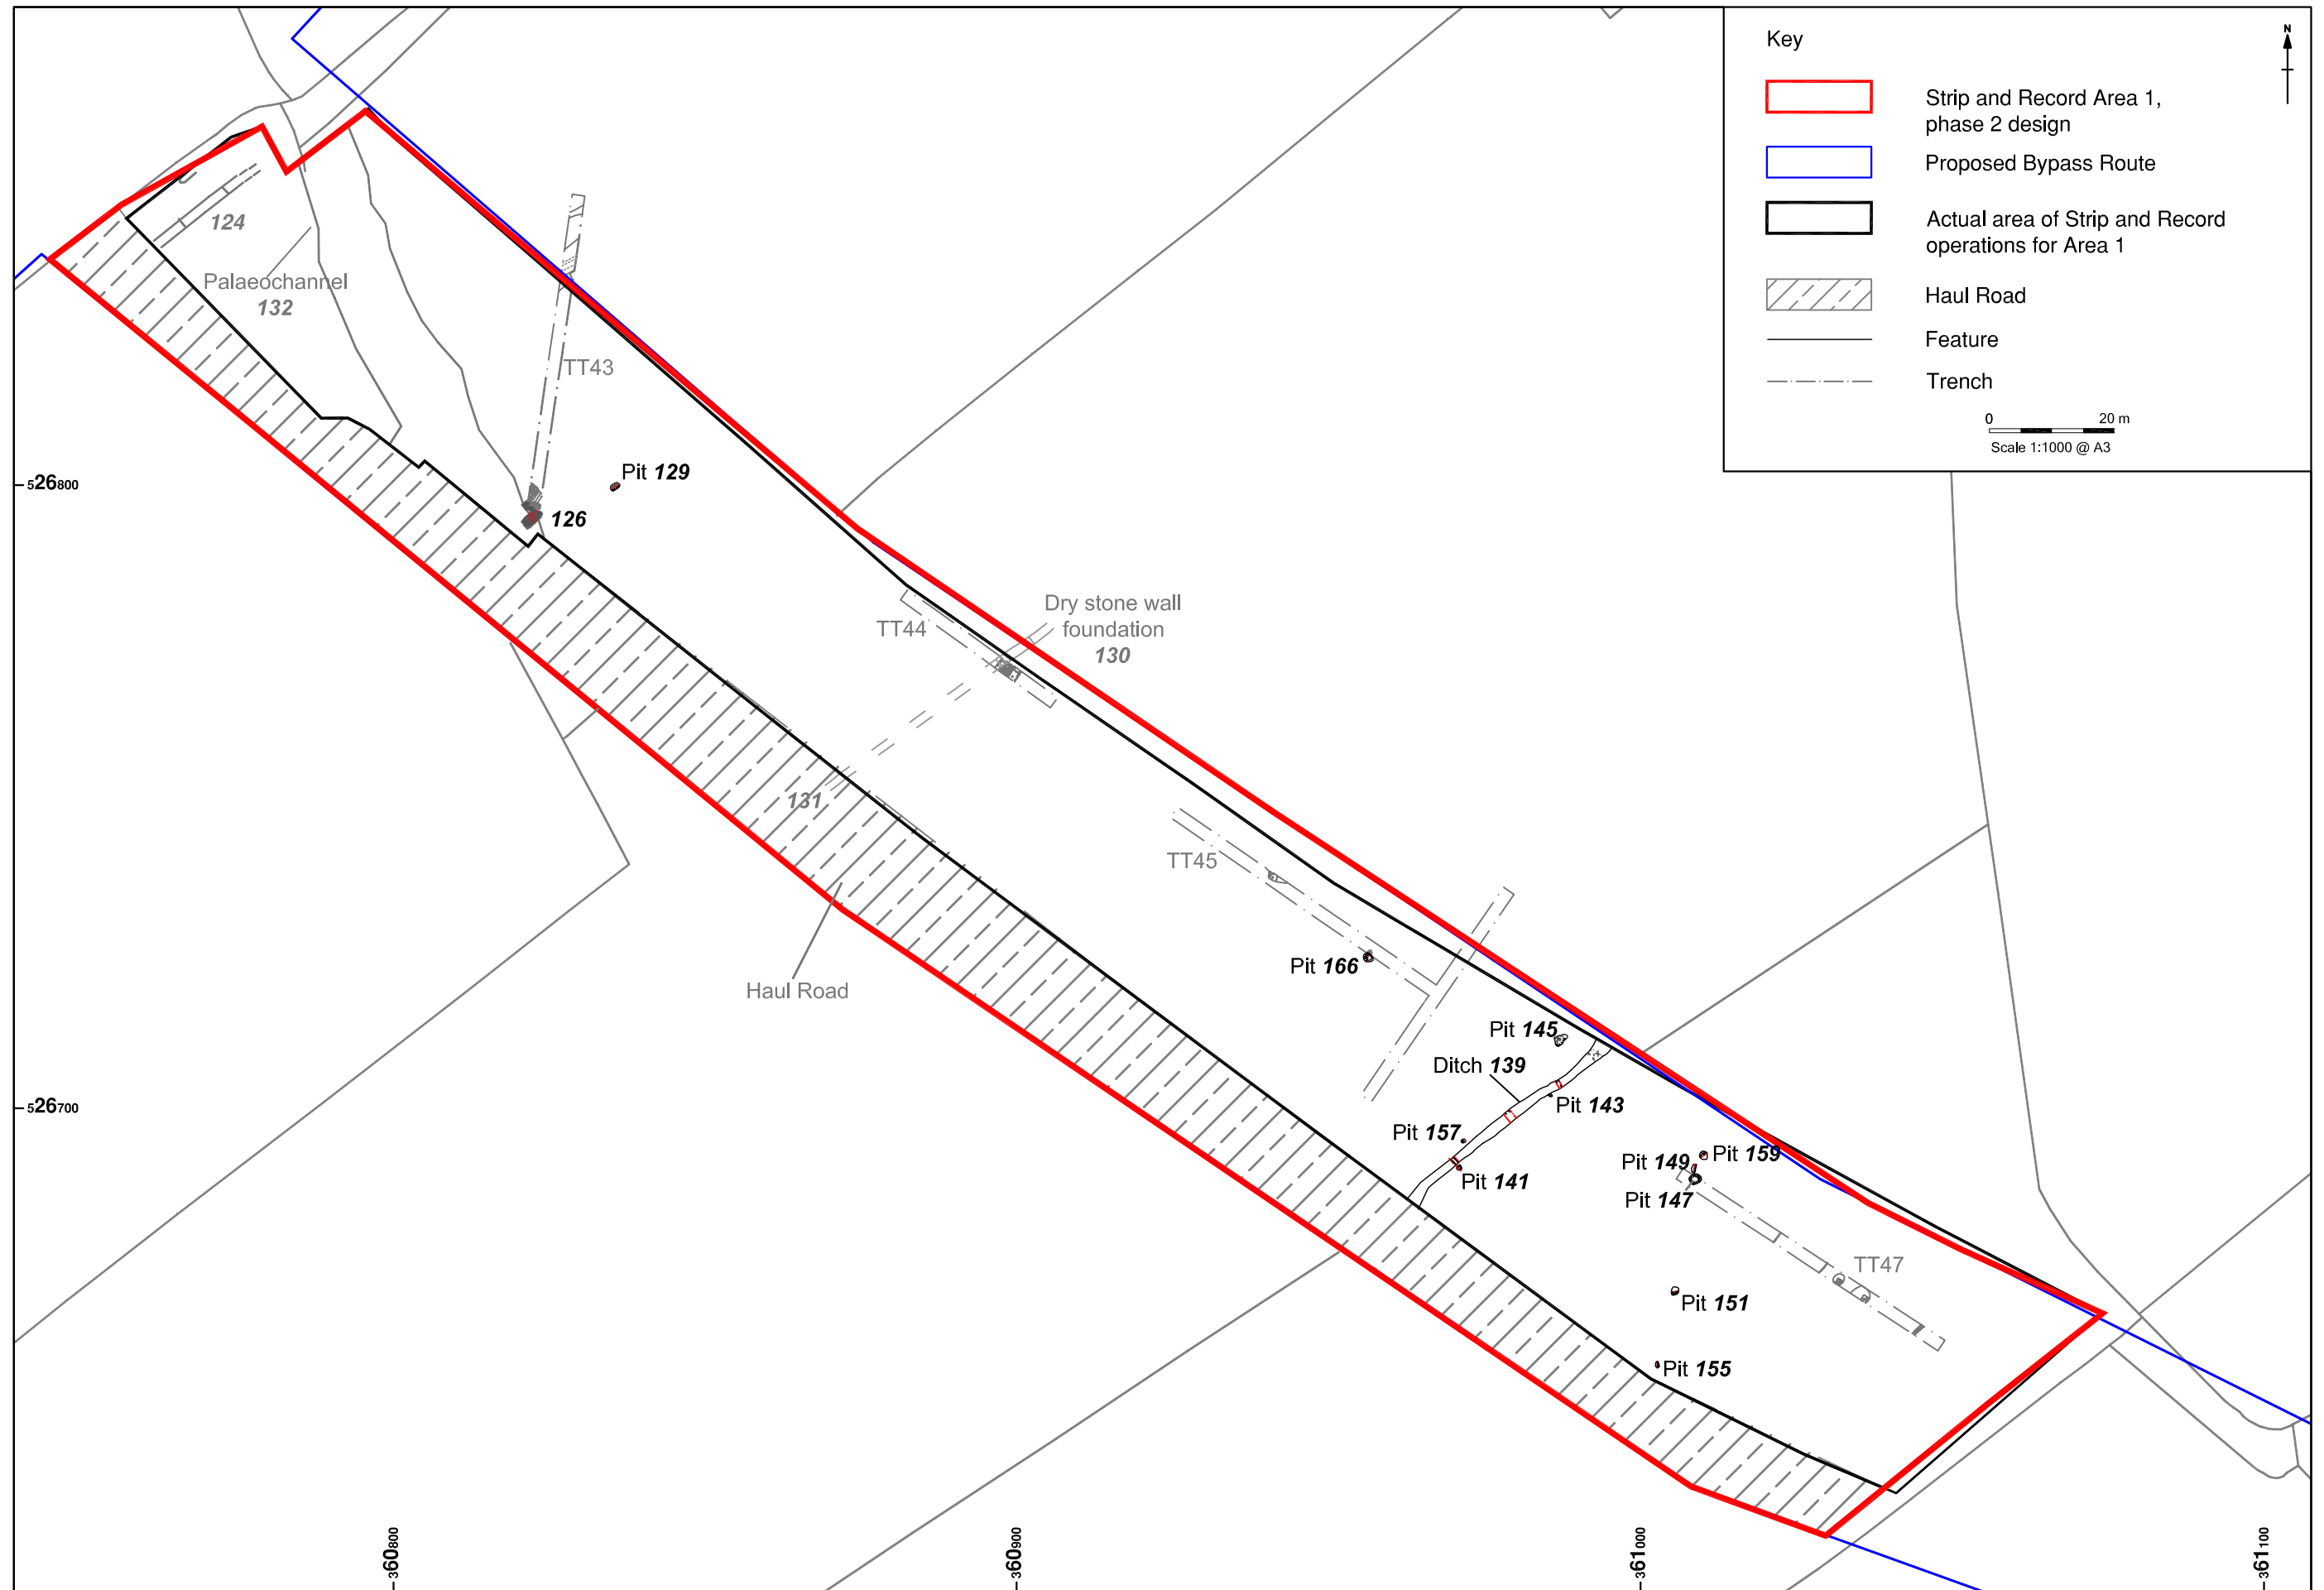 Key
N
Strip and Record Area 1,
phase 2 design
Proposed Bypass Route
Actual area of Strip and Record
operations for Area 1
Haul Road
Feature
Trench
0 20 m
Scale 1:1000 @ A3
124
Palaeochannel
132
TT43
Pit 129
526800
126
Dry stone wall
foundation
130
TT44
131
TT45
Pit 166
Haul Road
Pit 145
Ditch 139
Pit 143
526700
Pit 157
Pit 141
Pit 149
Pit 159
Pit 147
TT47
Pit 151
Pit 155
360800
360900
361000
361100